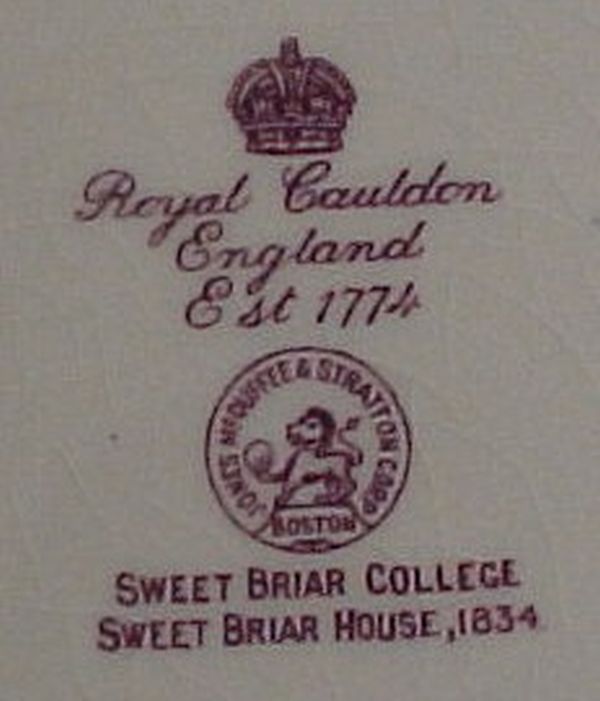 Royal Cauldon
England
Est 1774
JONES McDUFFEE & STRATTON CORP
BOSTON
SWEET BRIAR COLLEGE
SWEET BRIAR HOUSE, 1834